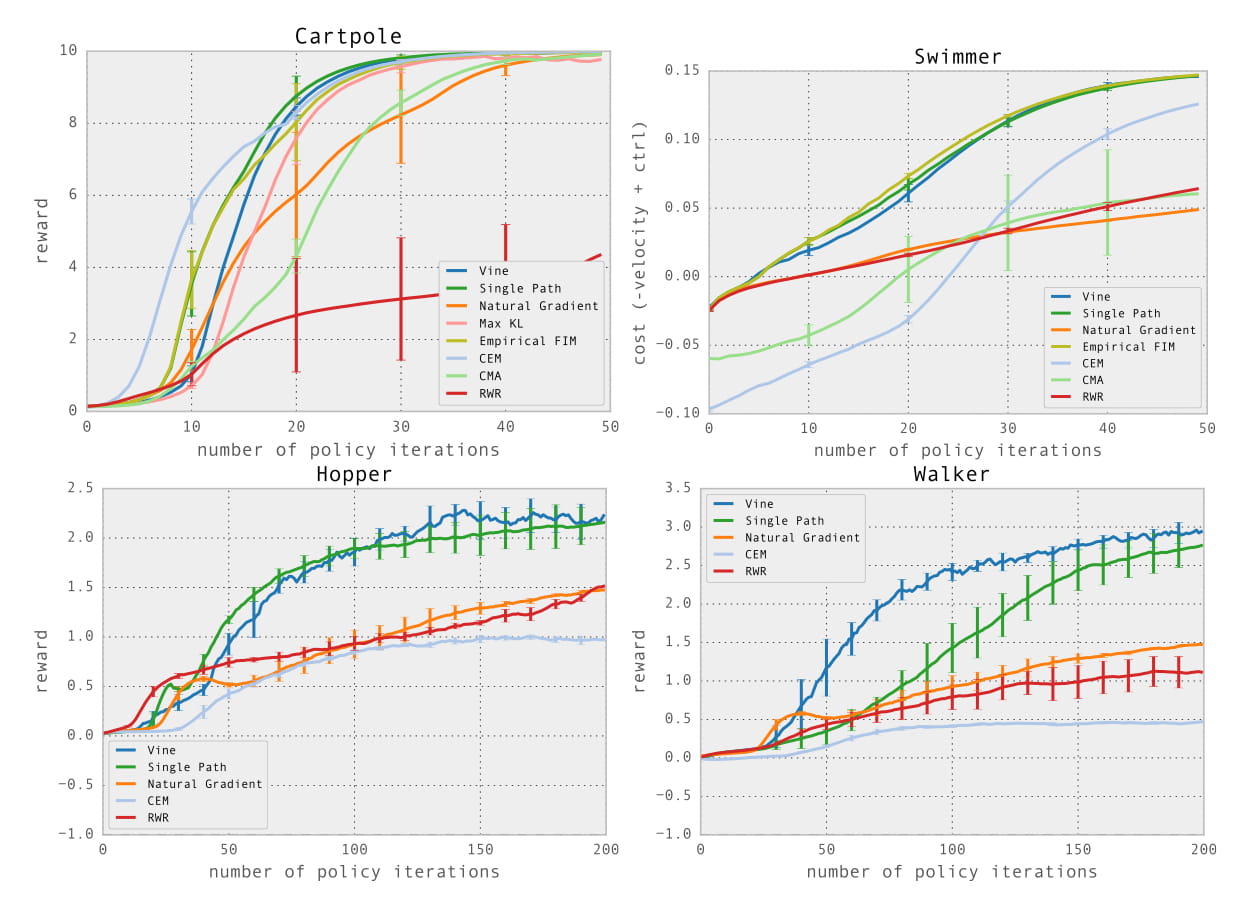 Cartpole
10
8
6
4
2
0
reward
Vine
Single Path
Natural Gradient
Max KL
Empirical FIM
CEM
CMA
RWR
0 10 20 30 40 50
number of policy iterations
Swimmer
0.15
0.10
0.05
0.00
−0.05
−0.10
cost (-velocity + ctrl)
Vine
Single Path
Natural Gradient
Empirical FIM
CEM
CMA
RWR
0 10 20 30 40 50
number of policy iterations
Hopper
2.5
2.0
1.5
1.0
0.5
0.0
−0.5
−1.0
reward
Vine
Single Path
Natural Gradient
CEM
RWR
0 50 100 150 200
number of policy iterations
Walker
3.5
3.0
2.5
2.0
1.5
1.0
0.5
0.0
−0.5
−1.0
reward
Vine
Single Path
Natural Gradient
CEM
RWR
0 50 100 150 200
number of policy iterations